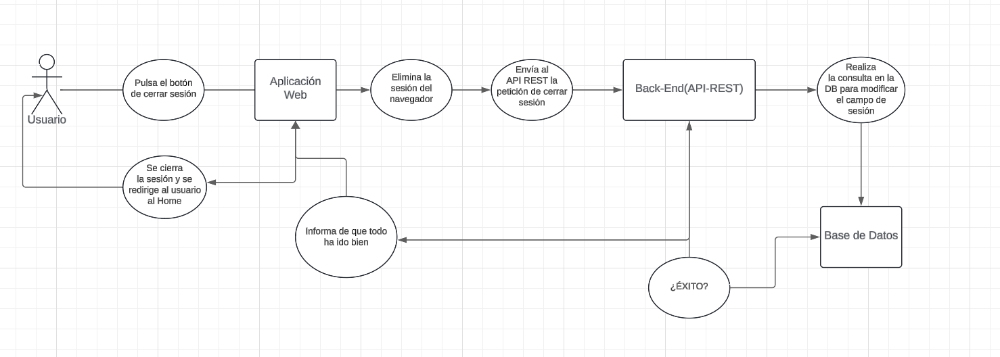 Usuario
Pulsa el botón
de cerrar sesión
Aplicación
Web
Elimina la
sesión del
navegador
Envía al
API REST la
petición de cerrar
sesión
Back-End(API-REST)
Realiza
la consulta en la
DB para modificar
el campo de
sesión
Se cierra
la sesión y se
redirige al usuario
al Home
Informa de que todo
ha ido bien
¿ÉXITO?
Base de Datos